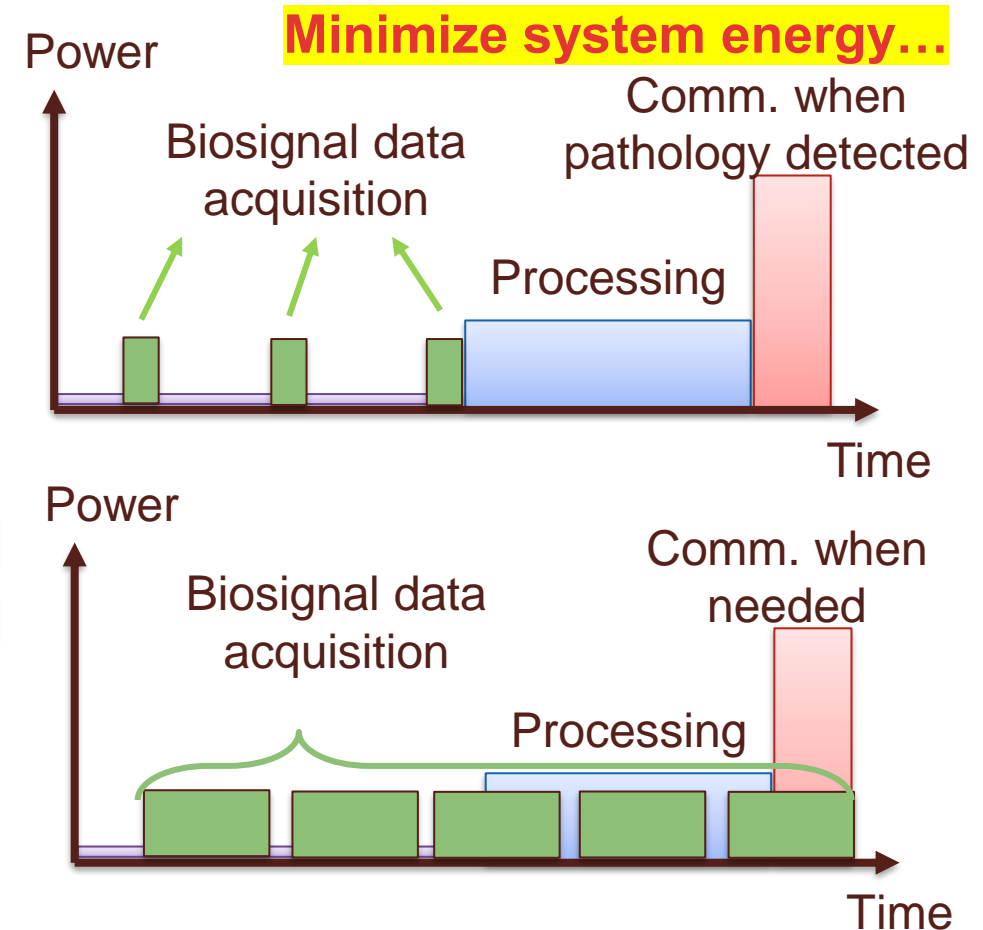 Minimize system energy…
Power
Comm. when
pathology detected
Biosignal data
acquisition
Processing
Time
Power
Comm. when
needed
Biosignal data
acquisition
Processing
Time